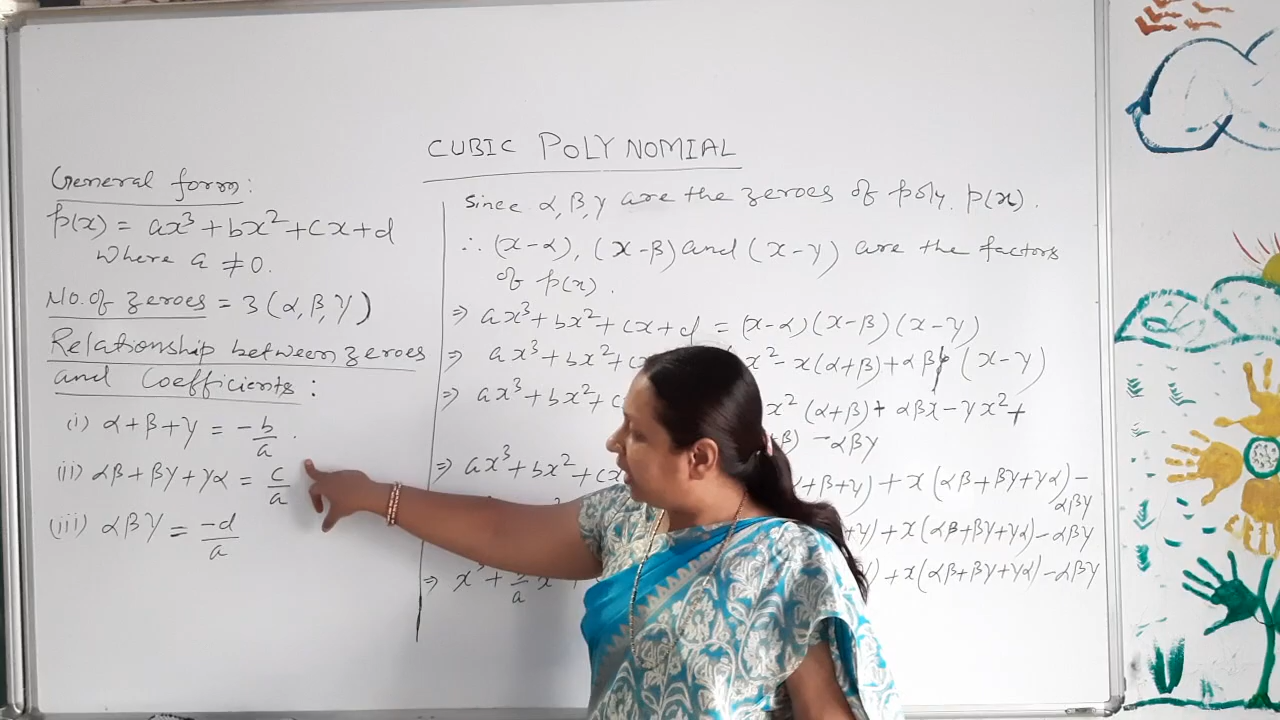 CUBIC POLYNOMIAL
General form:
p(x) = ax³ + bx² + cx + d
Where a ≠ 0.
No. of zeroes = 3 (α, β, γ)
Relationship between zeroes
and Coefficients :
(i) α + β + γ = -b/a .
(ii) αβ + βγ + γα = c/a
(iii) αβγ = -d/a
Since α, β, γ are the zeroes of poly. p(x).
∴ (x-α), (x-β) and (x-γ) are the factors
of p(x).
⇒ ax³ + bx² + cx + d = (x-α)(x-β)(x-γ)
⇒ ax³ + bx² + cx x² - x(α+β) + αβ (x-γ)
⇒ ax³ + bx² + c x² (α+β) + αβx - γx² +
β) - αβγ
⇒ ax³ + bx² + cx (α+β+γ) + x(αβ+βγ+γα) -
αβγ
γ) + x(αβ+βγ+γα) - αβγ
⇒ x³ + b/a x ) + x(αβ+βγ+γα) - αβγ